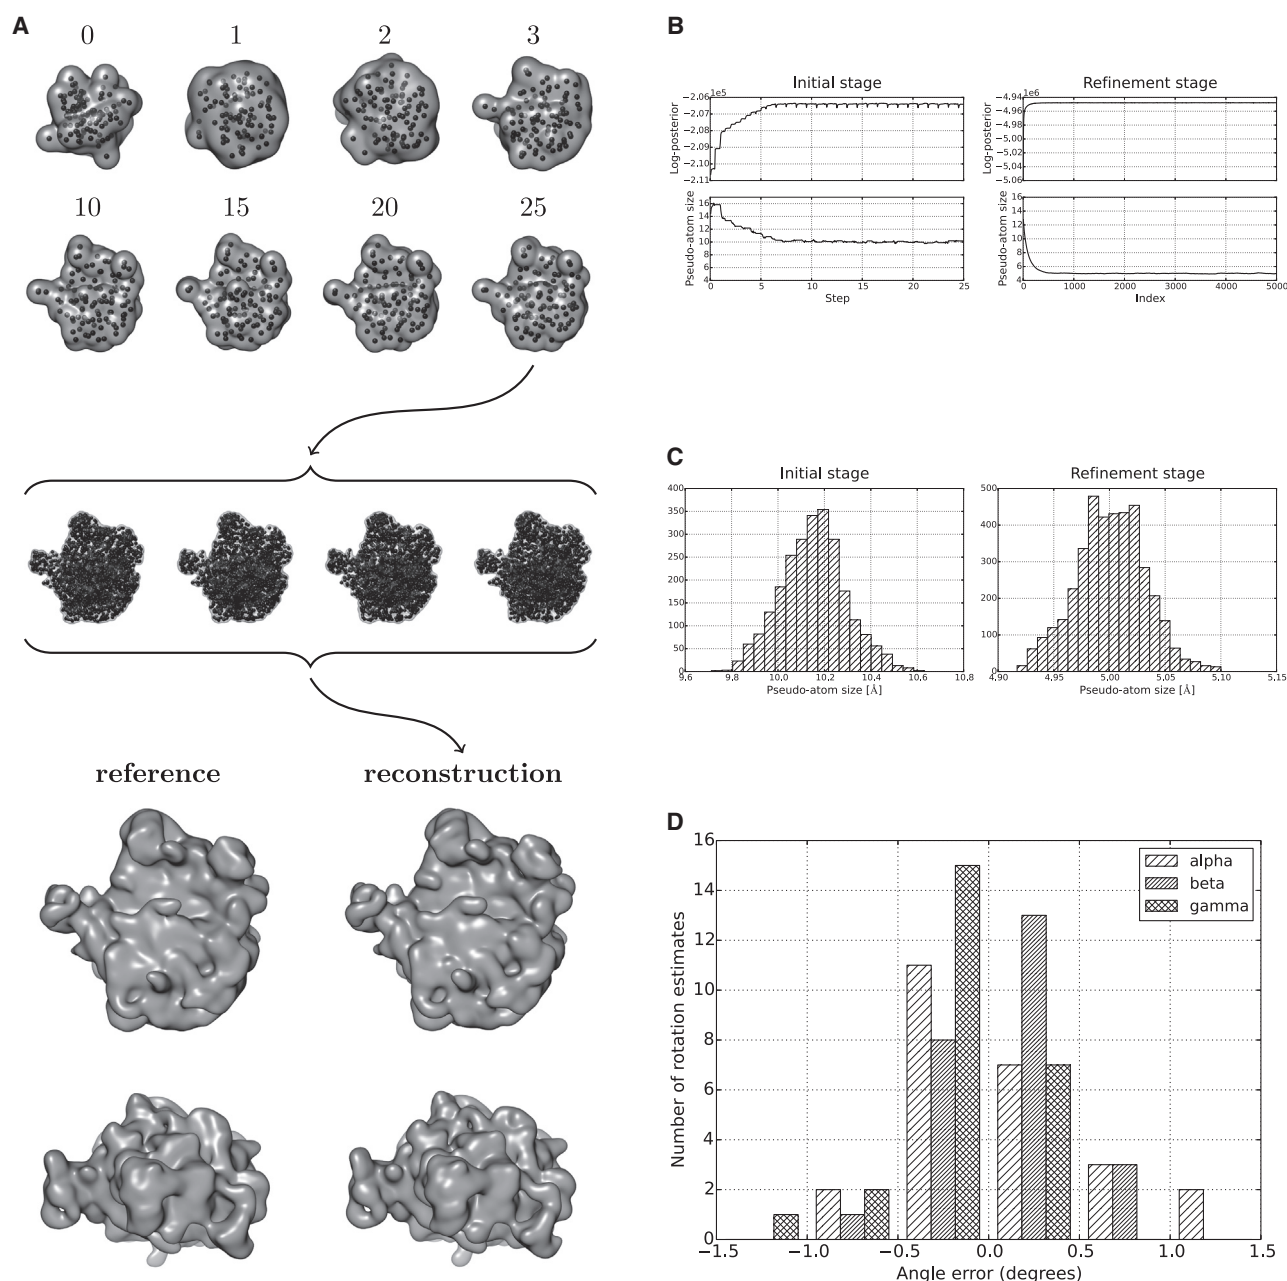 A
0 1 2 3
10 15 20 25
reference reconstruction
B
Initial stage
1e5
−2.06
−2.07
−2.08
−2.09
−2.10
−2.11
Log-posterior
16
14
12
10
8
6
4
Pseudo-atom size
0 5 10 15 20 25
Step
Refinement stage
1e6
−4.94
−4.96
−4.98
−5.00
−5.02
−5.04
−5.06
Log-posterior
16
14
12
10
8
6
4
Pseudo-atom size
0 1000 2000 3000 4000 5000
Index
C
Initial stage
400
350
300
250
200
150
100
50
0
9.6 9.8 10.0 10.2 10.4 10.6 10.8
Pseudo-atom size [Å]
Refinement stage
500
400
300
200
100
0
4.90 4.95 5.00 5.05 5.10 5.15
Pseudo-atom size [Å]
D
16
14
12
10
8
6
4
2
0
Number of rotation estimates
alpha
beta
gamma
−1.5 −1.0 −0.5 0.0 0.5 1.0 1.5
Angle error (degrees)